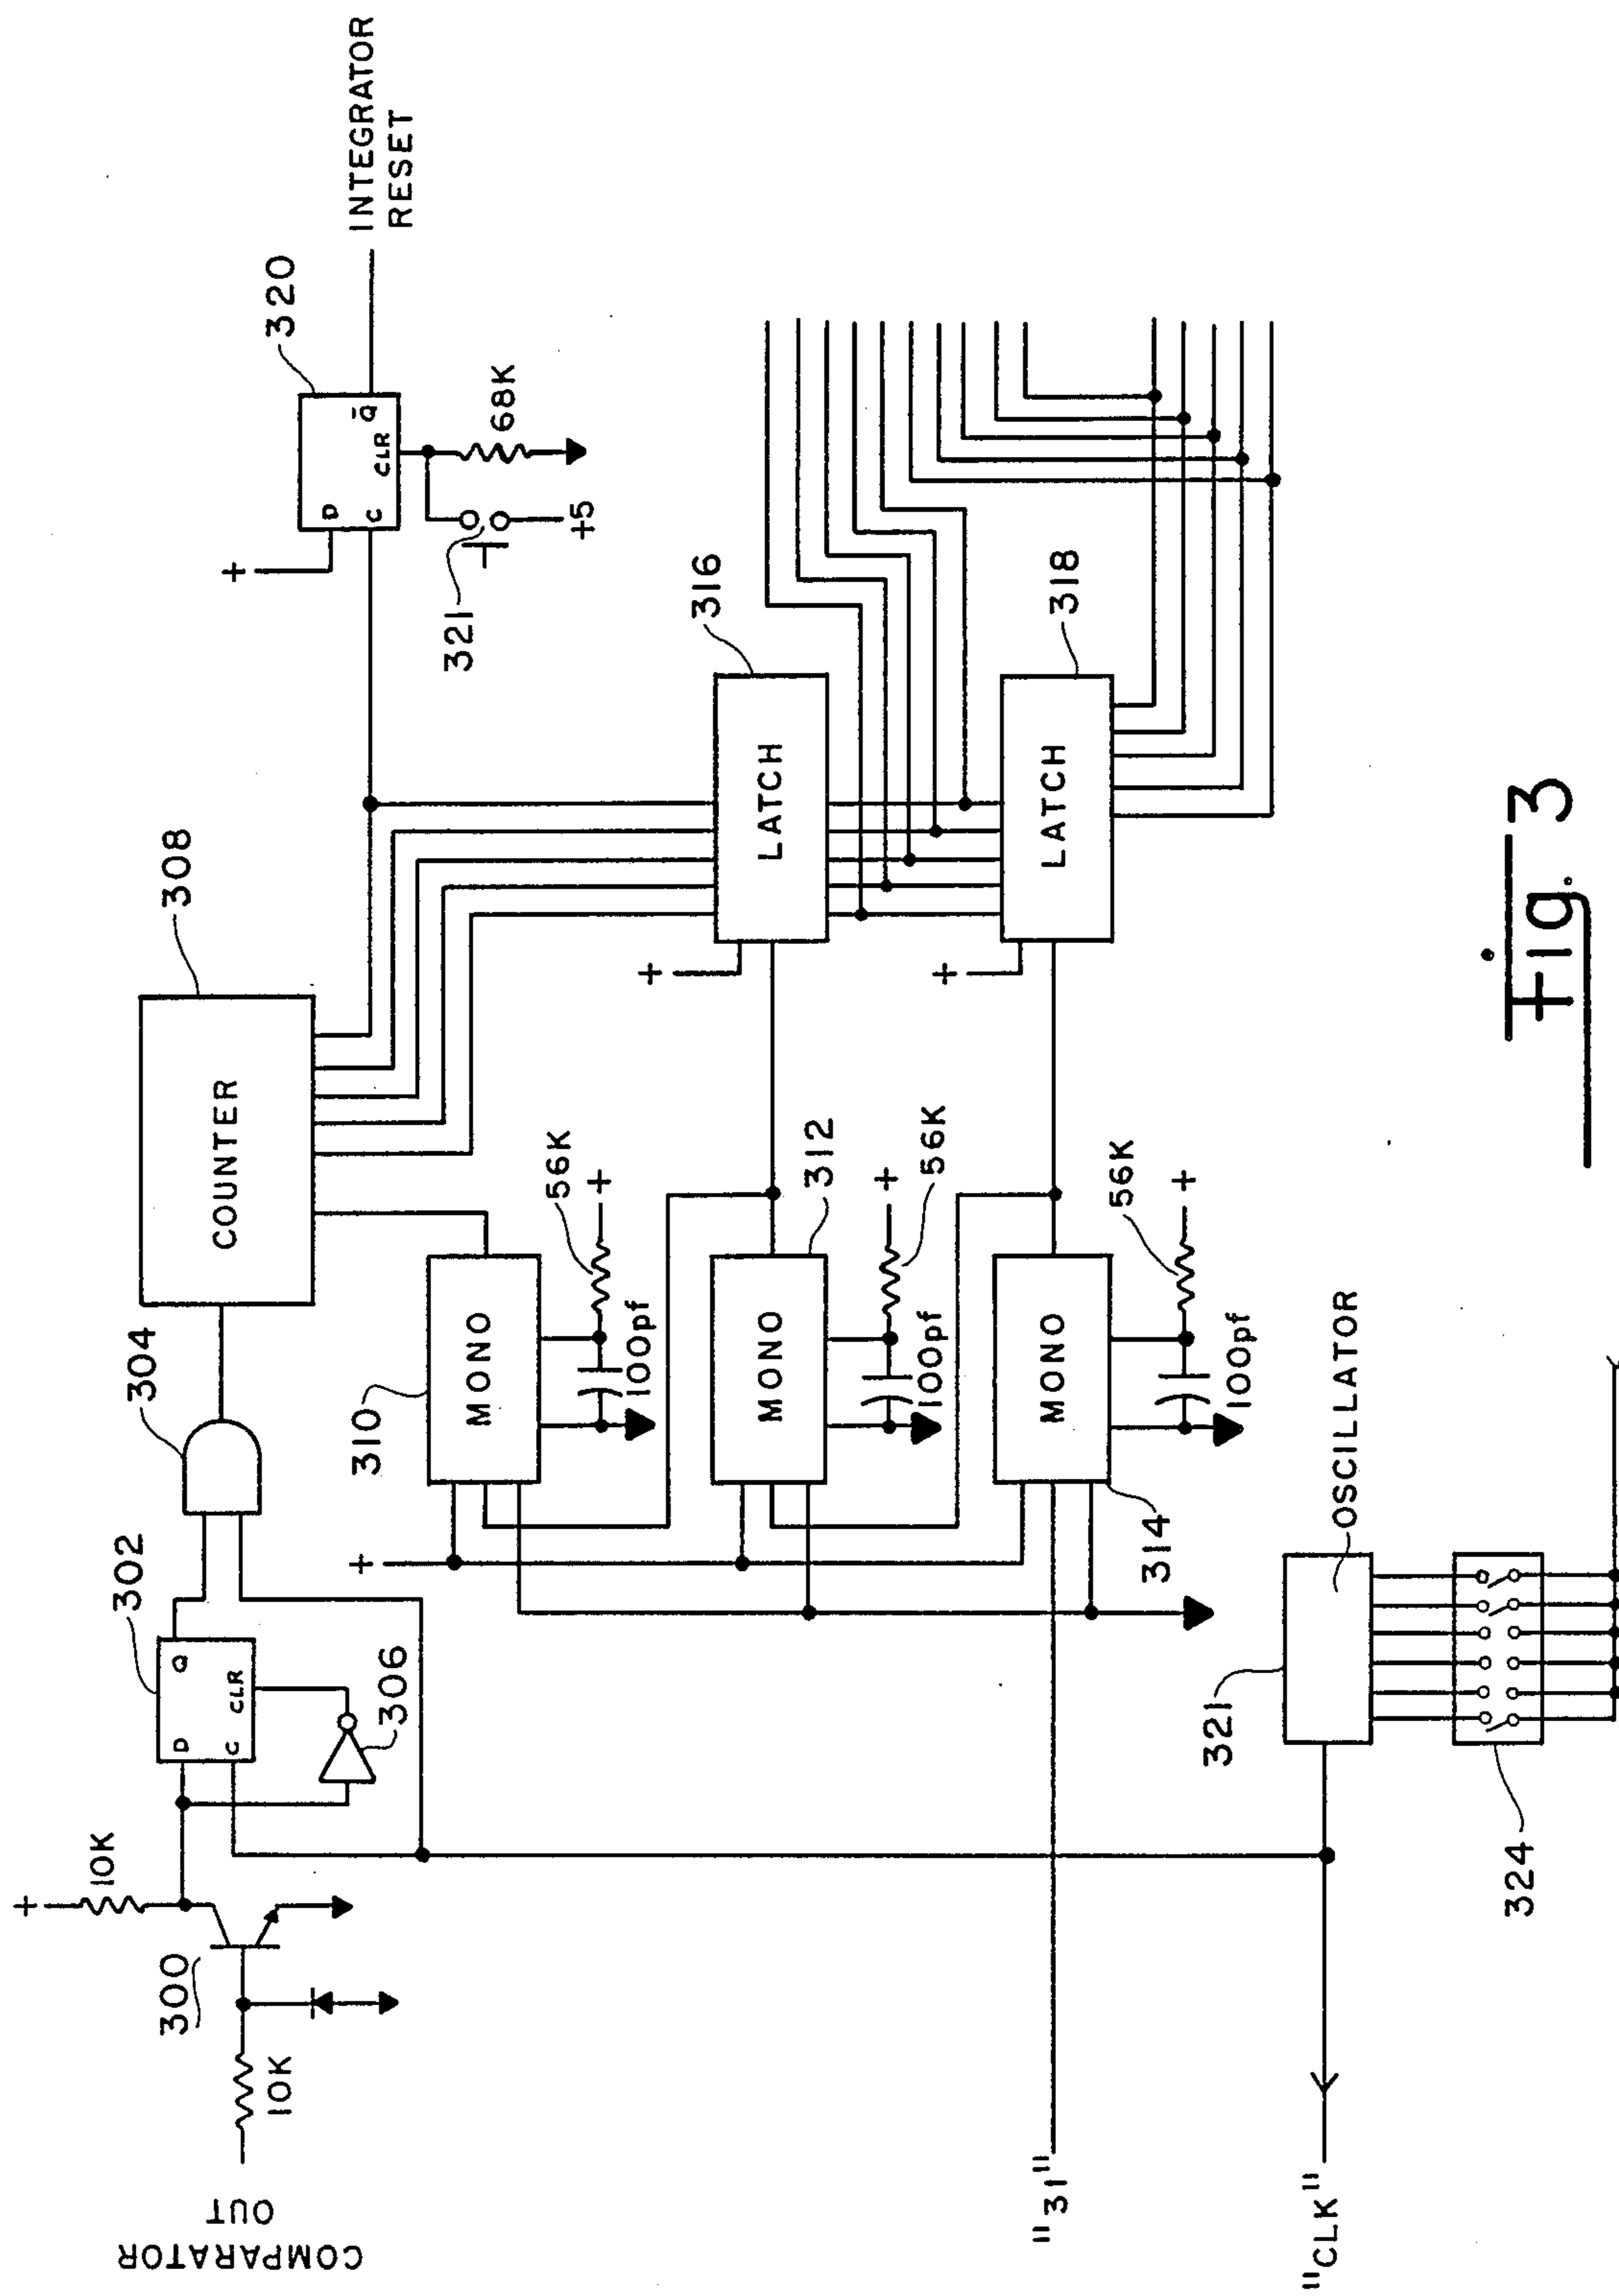 COMPARATOR
OUT
10K
300
+
10K
D
C
Q
CLR
302
306
304
COUNTER
308
+
D
C
Q̅
CLR
320
INTEGRATOR
RESET
68K
321
+5
310
MONO
56K
+
100pf
+
MONO
312
+
56K
100pf
+
LATCH
316
MONO
314
56K
+
100pf
+
LATCH
318
"31"
"CLK"
321
OSCILLATOR
324
Fig. 3